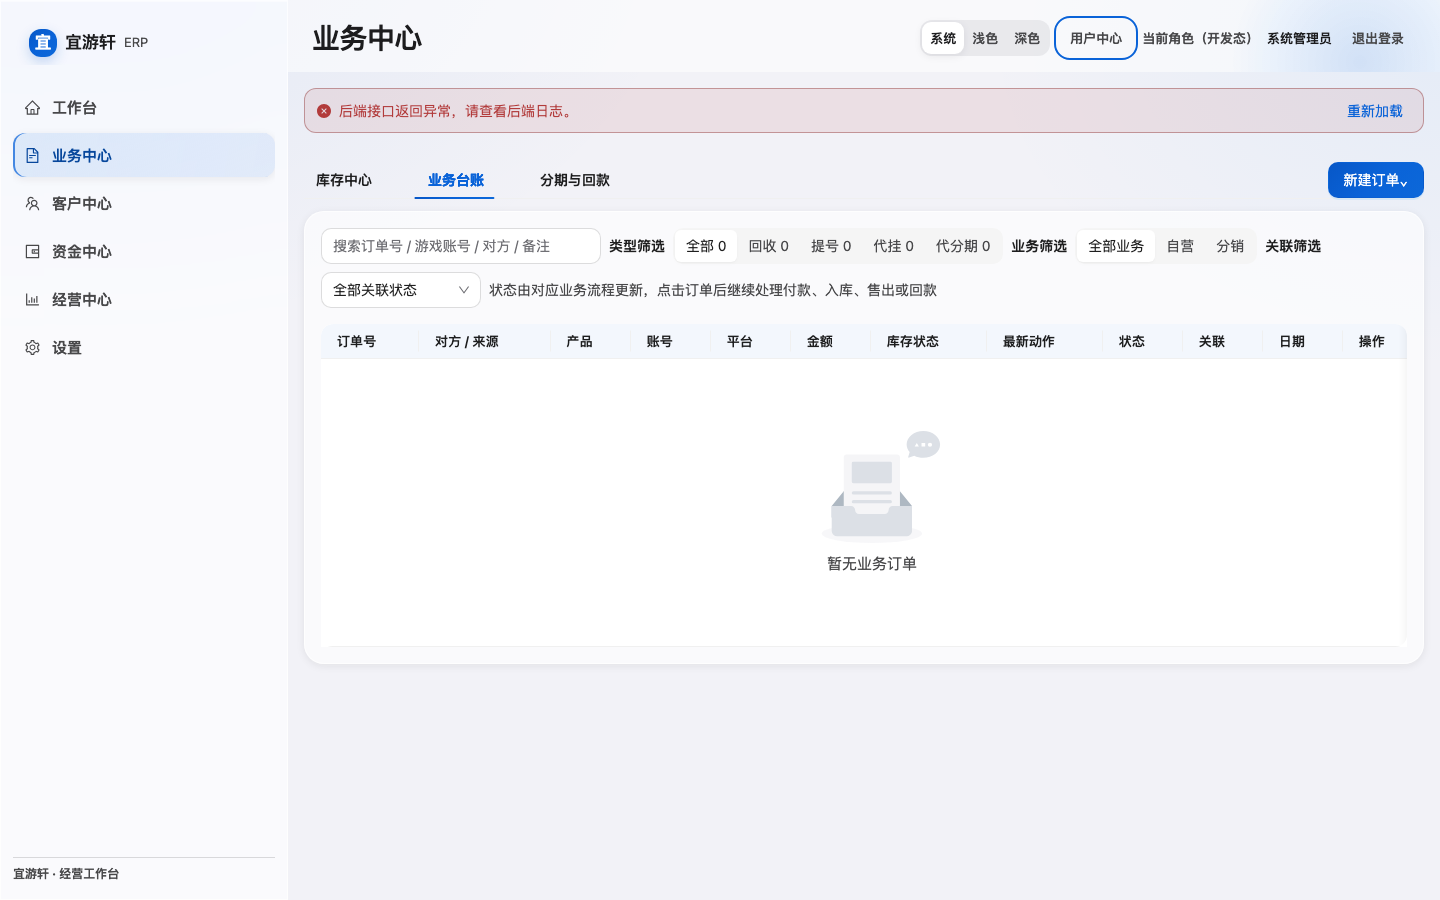 宜 宜游轩 ERP
工作台
业务中心
客户中心
资金中心
经营中心
设置
宜游轩 · 经营工作台
业务中心
系统 浅色 深色 用户中心 当前角色（开发态） 系统管理员 退出登录
后端接口返回异常，请查看后端日志。 重新加载
库存中心 业务台账 分期与回款 新建订单
搜索订单号 / 游戏账号 / 对方 / 备注 类型筛选 全部 0 回收 0 提号 0 代挂 0 代分期 0 业务筛选 全部业务 自营 分销 关联筛选
全部关联状态 状态由对应业务流程更新，点击订单后继续处理付款、入库、售出或回款
订单号 对方 / 来源 产品 账号 平台 金额 库存状态 最新动作 状态 关联 日期 操作
暂无业务订单